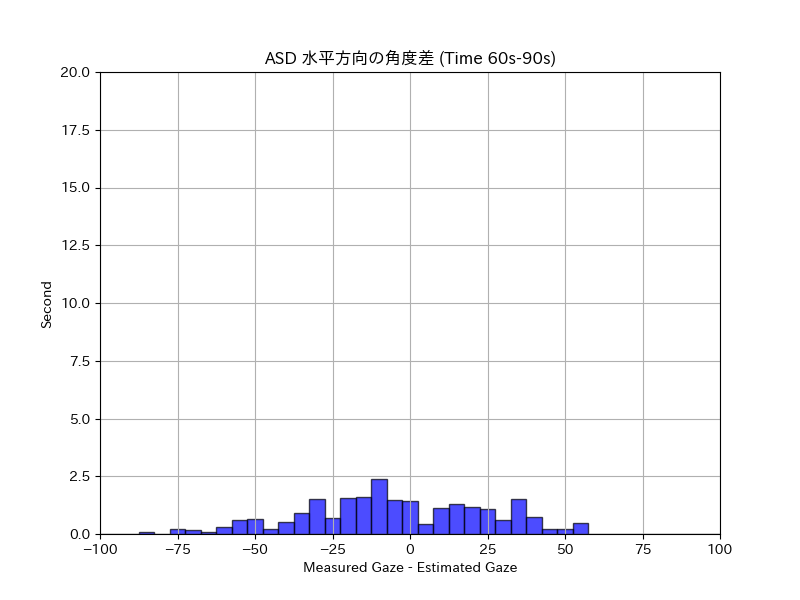 ASD 水平方向の角度差 (Time 60s-90s)
20.0
17.5
15.0
12.5
10.0
7.5
5.0
2.5
0.0
Second
−100 −75 −50 −25 0 25 50 75 100
Measured Gaze - Estimated Gaze